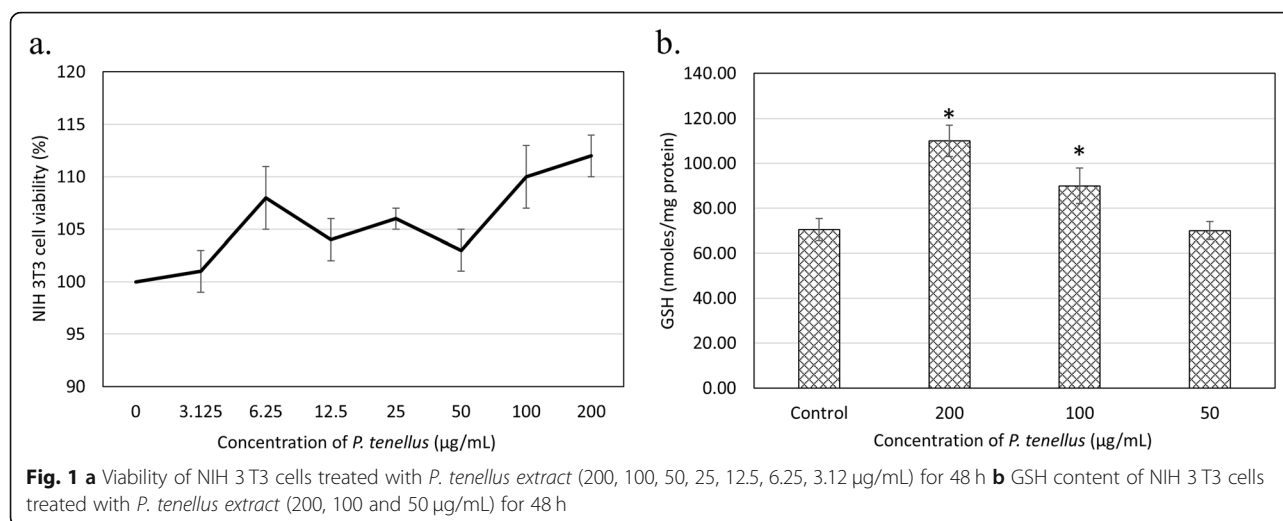 a.
120
115
110
105
100
95
90
NIH 3T3 cell viability (%)
0 3.125 6.25 12.5 25 50 100 200
Concentration of P. tenellus (µg/mL)
b.
140.00
120.00
100.00
80.00
60.00
40.00
20.00
0.00
GSH (nmoles/mg protein)
*
*
Control 200 100 50
Concentration of P. tenellus (µg/mL)
Fig. 1 a Viability of NIH 3 T3 cells treated with P. tenellus extract (200, 100, 50, 25, 12.5, 6.25, 3.12 µg/mL) for 48 h b GSH content of NIH 3 T3 cells
treated with P. tenellus extract (200, 100 and 50 µg/mL) for 48 h